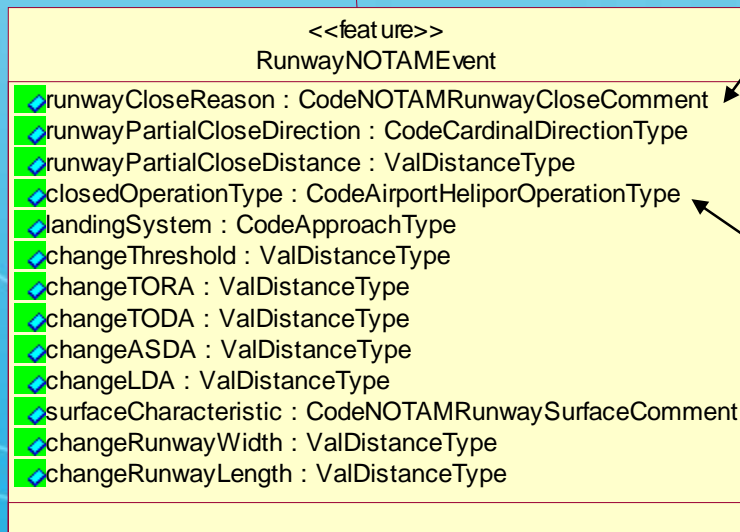 <<feature>>
RunwayNOTAMEvent
runwayCloseReason : CodeNOTAMRunwayCloseComment
runwayPartialCloseDirection : CodeCardinalDirectionType
runwayPartialCloseDistance : ValDistanceType
closedOperationType : CodeAirportHeliporOperationType
landingSystem : CodeApproachType
changeThreshold : ValDistanceType
changeTORA : ValDistanceType
changeTODA : ValDistanceType
changeASDA : ValDistanceType
changeLDA : ValDistanceType
surfaceCharacteristic : CodeNOTAMRunwaySurfaceComment
changeRunwayWidth : ValDistanceType
changeRunwayLength : ValDistanceType